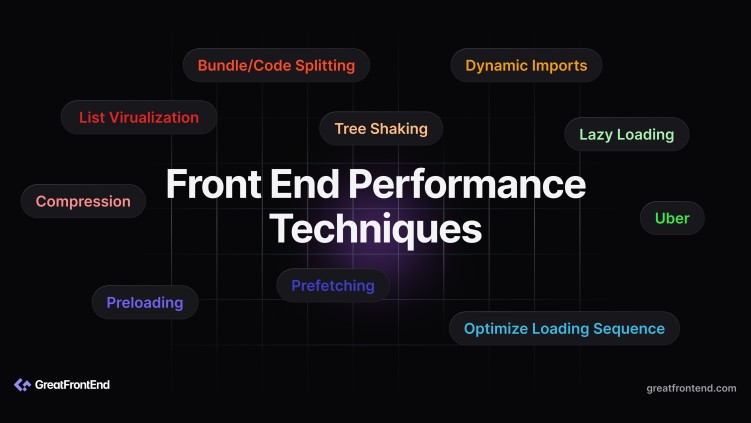 Bundle/Code Splitting
Dynamic Imports
List Virualization
Tree Shaking
Lazy Loading
Front End Performance
Techniques
Compression
Uber
Prefetching
Preloading
Optimize Loading Sequence
GreatFrontEnd
greatfrontend.com